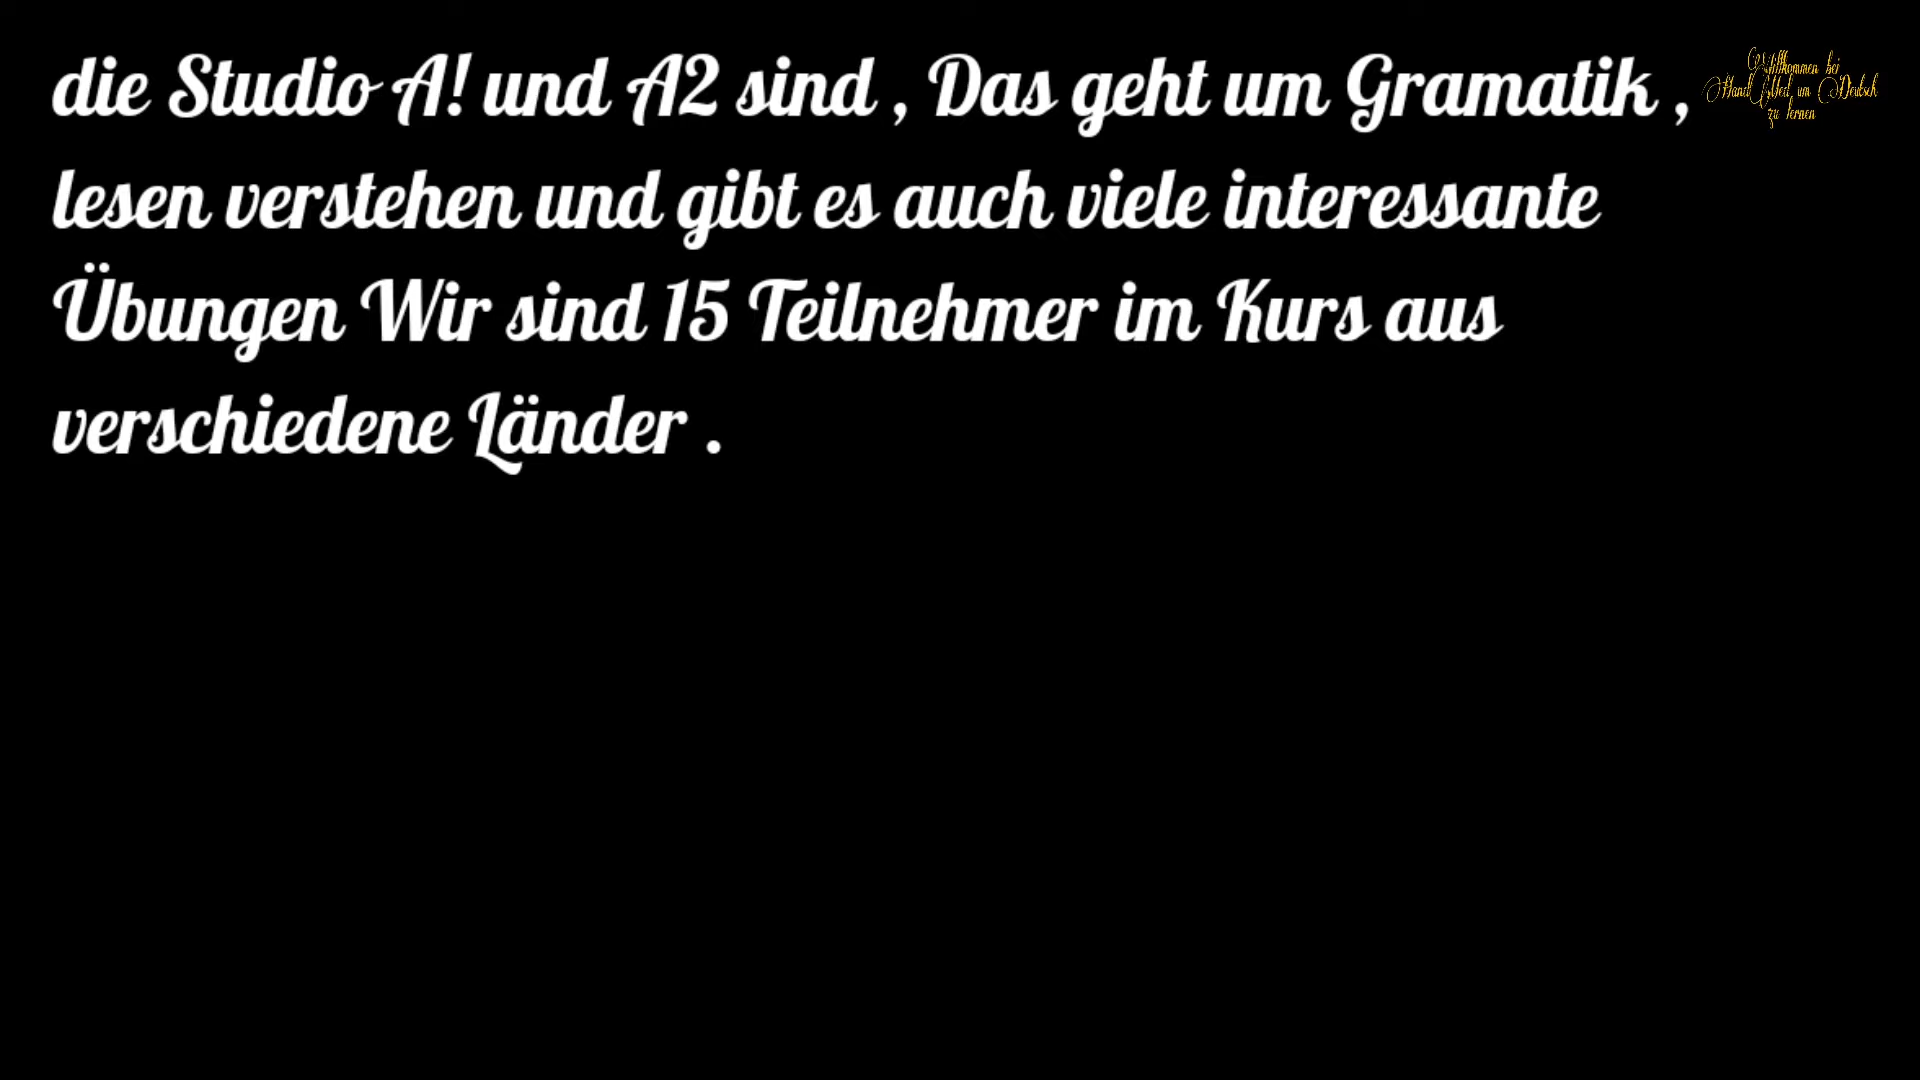 die Studio A! und A2 sind , Das geht um Gramatik ,
lesen verstehen und gibt es auch viele interessante
Übungen Wir sind 15 Teilnehmer im Kurs aus
verschiedene Länder .
Willkommen bei
um Deutsch
zu lernen